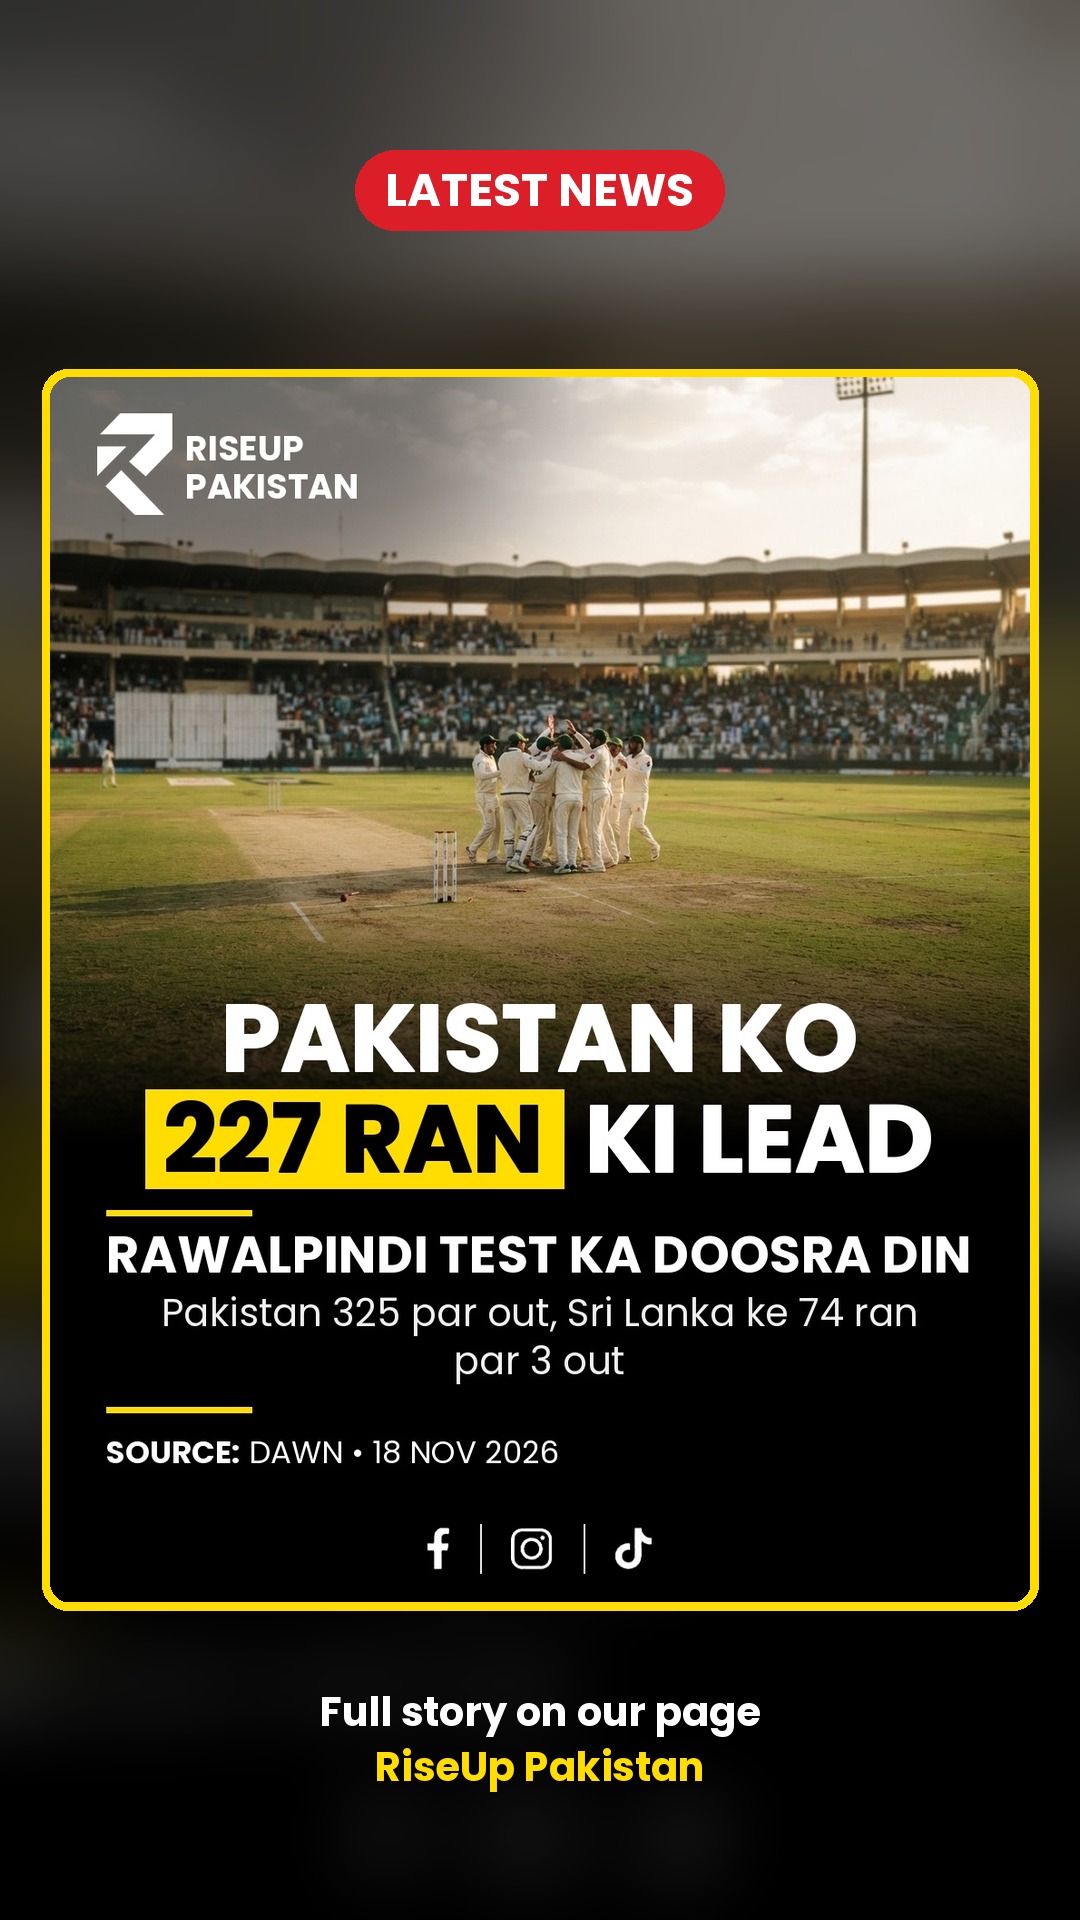 LATEST NEWS
RISEUP
PAKISTAN
PAKISTAN KO
227 RAN KI LEAD
RAWALPINDI TEST KA DOOSRA DIN
Pakistan 325 par out, Sri Lanka ke 74 ran
par 3 out
SOURCE: DAWN • 18 NOV 2026
Full story on our page
RiseUp Pakistan